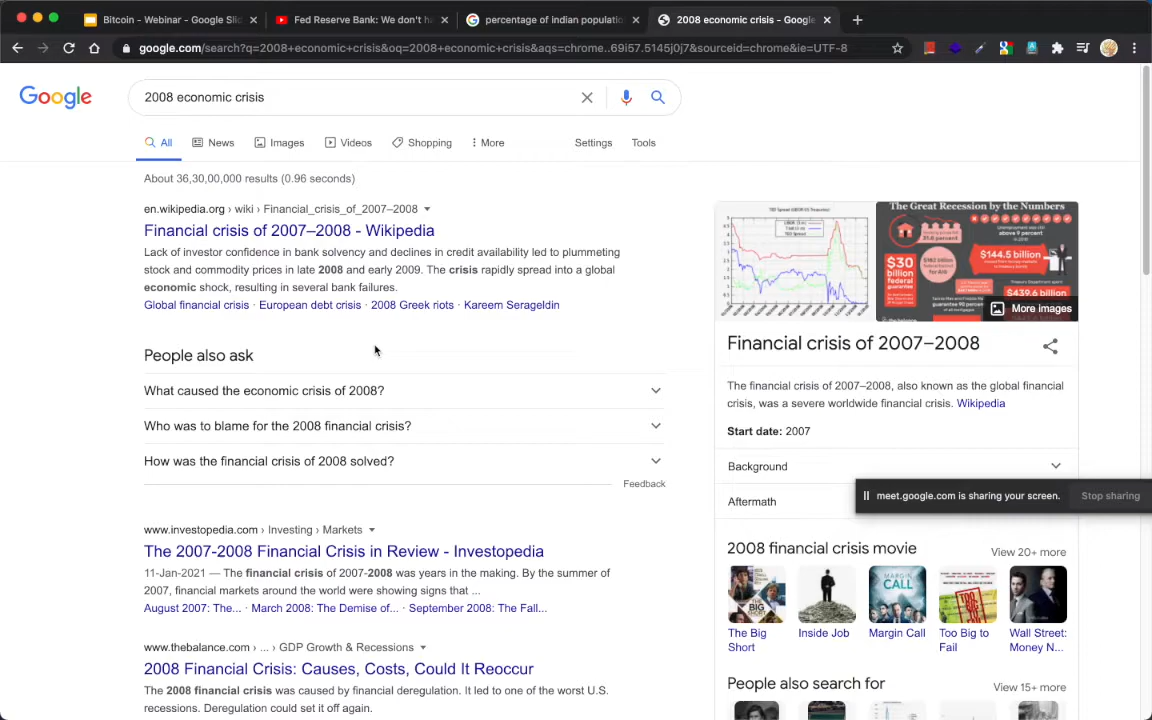 Bitcoin - Webinar - Google Slid
Fed Reserve Bank: We don't ha
percentage of indian populatio
2008 economic crisis - Google
google.com/search?q=2008+economic+crisis&oq=2008+economic+crisis&aqs=chrome..69i57.5145j0j7&sourceid=chrome&ie=UTF-8
Google
2008 economic crisis
All
News
Images
Videos
Shopping
More
Settings
Tools
About 36,30,00,000 results (0.96 seconds)
en.wikipedia.org › wiki › Financial_crisis_of_2007–2008
Financial crisis of 2007–2008 - Wikipedia
Lack of investor confidence in bank solvency and declines in credit availability led to plummeting
stock and commodity prices in late 2008 and early 2009. The crisis rapidly spread into a global
economic shock, resulting in several bank failures.
Global financial crisis · European debt crisis · 2008 Greek riots · Kareem Serageldin
People also ask
What caused the economic crisis of 2008?
Who was to blame for the 2008 financial crisis?
How was the financial crisis of 2008 solved?
Feedback
www.investopedia.com › Investing › Markets
The 2007-2008 Financial Crisis in Review - Investopedia
11-Jan-2021 — The financial crisis of 2007-2008 was years in the making. By the summer of
2007, financial markets around the world were showing signs that ...
August 2007: The... · March 2008: The Demise of... · September 2008: The Fall...
www.thebalance.com › ... › GDP Growth & Recessions
2008 Financial Crisis: Causes, Costs, Could It Reoccur
The 2008 financial crisis was caused by financial deregulation. It led to one of the worst U.S.
recessions. Deregulation could set it off again.
The Great Recession by the Numbers
$30
billion
$144.5 billion
$439.6
More images
Financial crisis of 2007–2008
The financial crisis of 2007–2008, also known as the global financial
crisis, was a severe worldwide financial crisis. Wikipedia
Start date: 2007
Background
Aftermath
meet.google.com is sharing your screen.
Stop sharing
2008 financial crisis movie
View 20+ more
MARGIN
CALL
The Big
Short
Inside Job
Margin Call
Too Big to
Fail
Wall Street:
Money N...
People also search for
View 15+ more